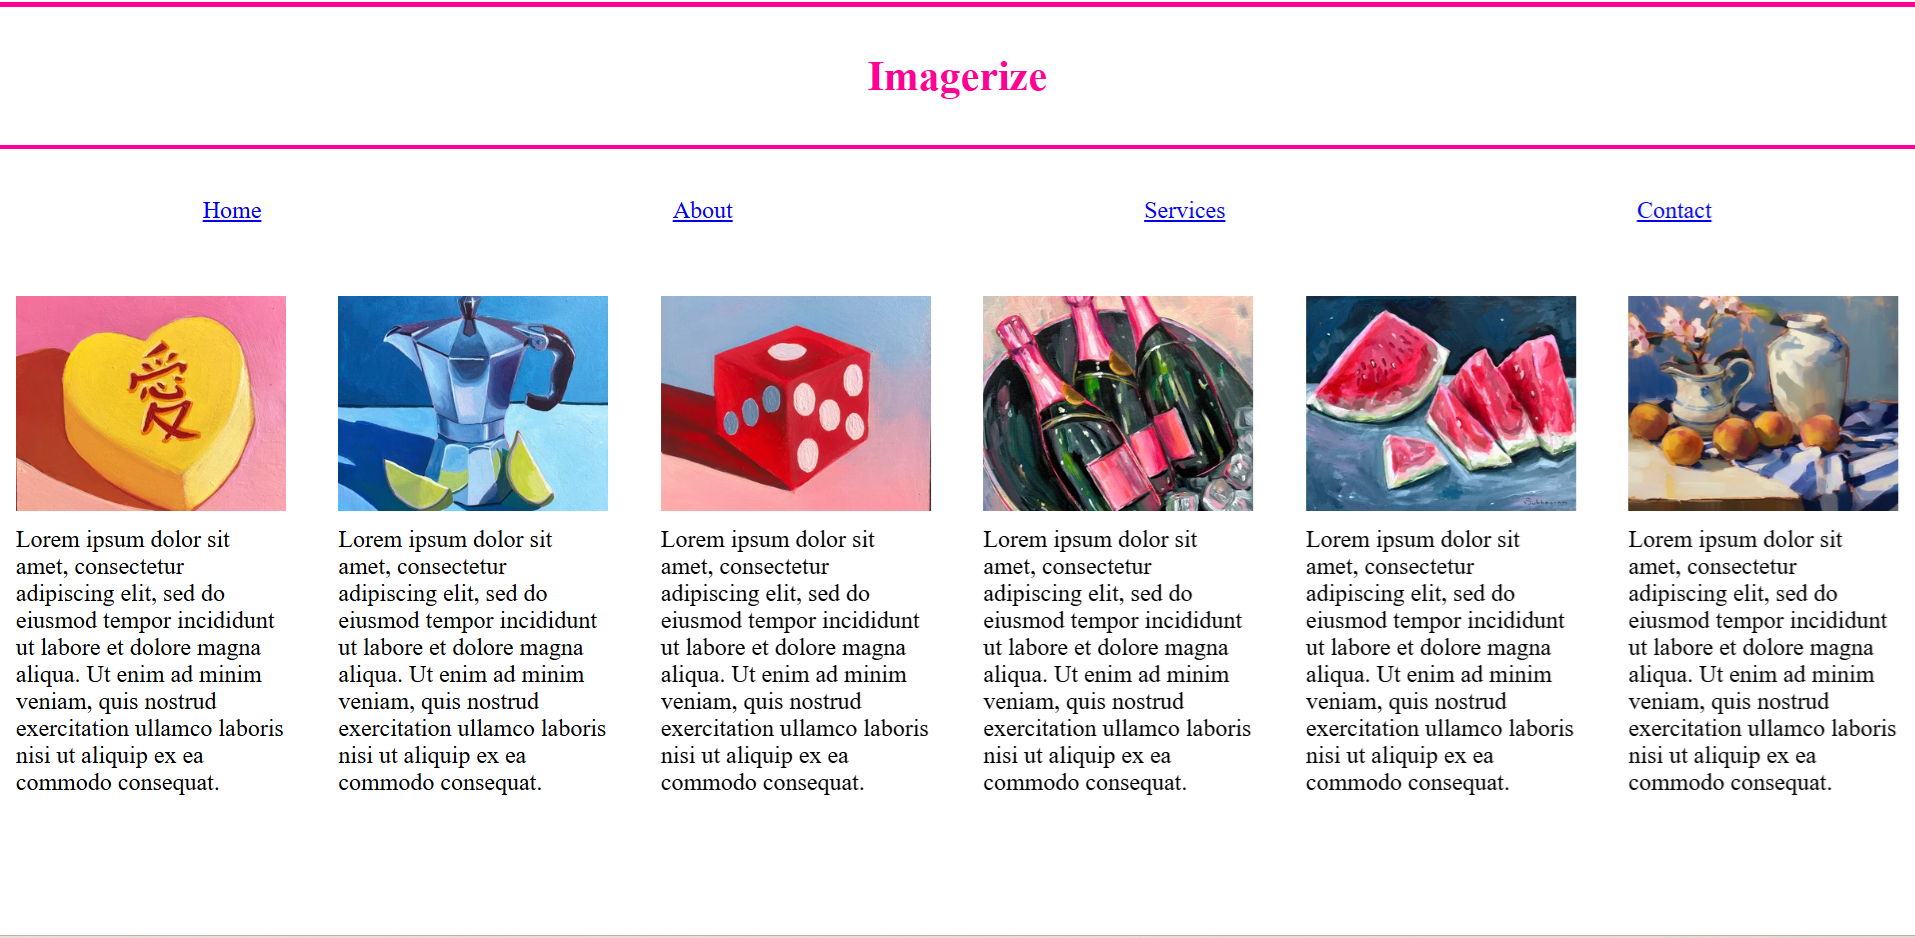 Imagerize
Home
About
Services
Contact
愛
Lorem ipsum dolor sit
amet, consectetur
adipiscing elit, sed do
eiusmod tempor incididunt
ut labore et dolore magna
aliqua. Ut enim ad minim
veniam, quis nostrud
exercitation ullamco laboris
nisi ut aliquip ex ea
commodo consequat.
Lorem ipsum dolor sit
amet, consectetur
adipiscing elit, sed do
eiusmod tempor incididunt
ut labore et dolore magna
aliqua. Ut enim ad minim
veniam, quis nostrud
exercitation ullamco laboris
nisi ut aliquip ex ea
commodo consequat.
Lorem ipsum dolor sit
amet, consectetur
adipiscing elit, sed do
eiusmod tempor incididunt
ut labore et dolore magna
aliqua. Ut enim ad minim
veniam, quis nostrud
exercitation ullamco laboris
nisi ut aliquip ex ea
commodo consequat.
Lorem ipsum dolor sit
amet, consectetur
adipiscing elit, sed do
eiusmod tempor incididunt
ut labore et dolore magna
aliqua. Ut enim ad minim
veniam, quis nostrud
exercitation ullamco laboris
nisi ut aliquip ex ea
commodo consequat.
Lorem ipsum dolor sit
amet, consectetur
adipiscing elit, sed do
eiusmod tempor incididunt
ut labore et dolore magna
aliqua. Ut enim ad minim
veniam, quis nostrud
exercitation ullamco laboris
nisi ut aliquip ex ea
commodo consequat.
Lorem ipsum dolor sit
amet, consectetur
adipiscing elit, sed do
eiusmod tempor incididunt
ut labore et dolore magna
aliqua. Ut enim ad minim
veniam, quis nostrud
exercitation ullamco laboris
nisi ut aliquip ex ea
commodo consequat.